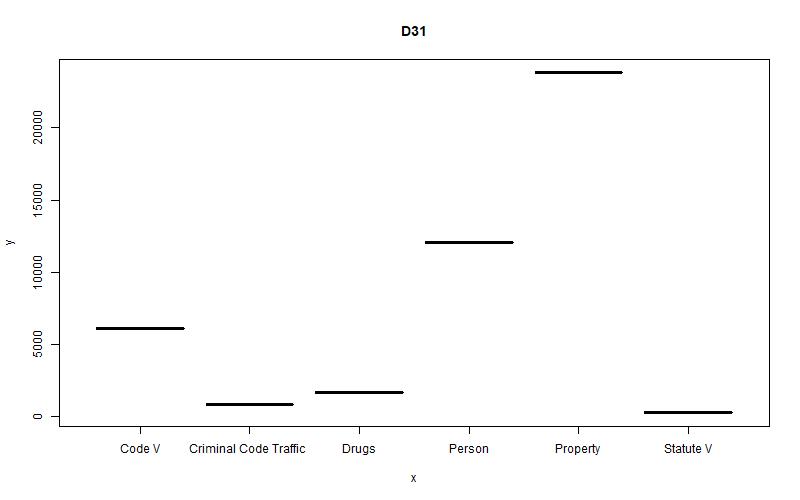 D31
y
20000
15000
10000
5000
0
Code V
Criminal Code Traffic
Drugs
Person
Property
Statute V
x